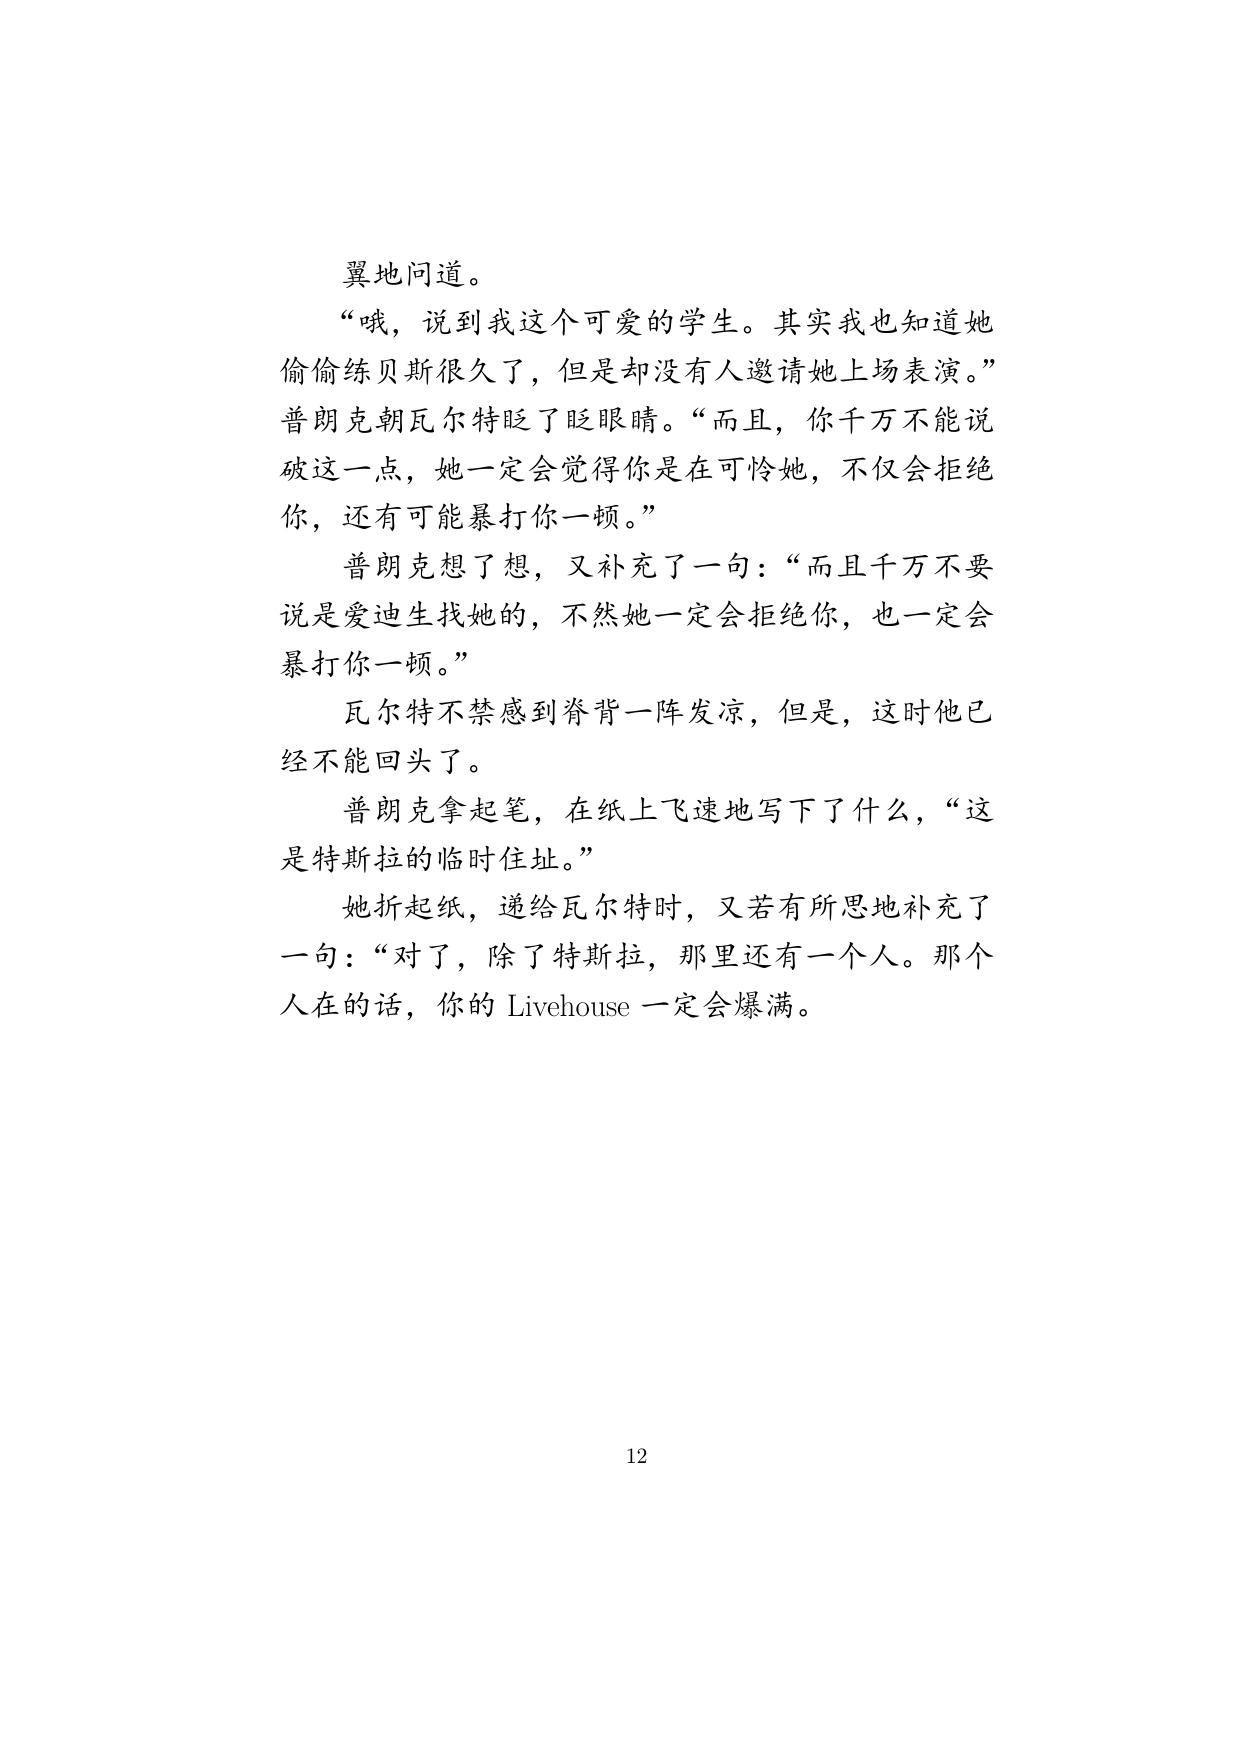 翼地问道。
“哦，说到我这个可爱的学生。其实我也知道她
偷偷练贝斯很久了，但是却没有人邀请她上场表演。”
普朗克朝瓦尔特眨了眨眼睛。“而且，你千万不能说
破这一点，她一定会觉得你是在可怜她，不仅会拒绝
你，还有可能暴打你一顿。”
普朗克想了想，又补充了一句：“而且千万不要
说是爱迪生找她的，不然她一定会拒绝你，也一定会
暴打你一顿。”
瓦尔特不禁感到脊背一阵发凉，但是，这时他已
经不能回头了。
普朗克拿起笔，在纸上飞速地写下了什么，“这
是特斯拉的临时住址。”
她折起纸，递给瓦尔特时，又若有所思地补充了
一句：“对了，除了特斯拉，那里还有一个人。那个
人在的话，你的 Livehouse 一定会爆满。
12